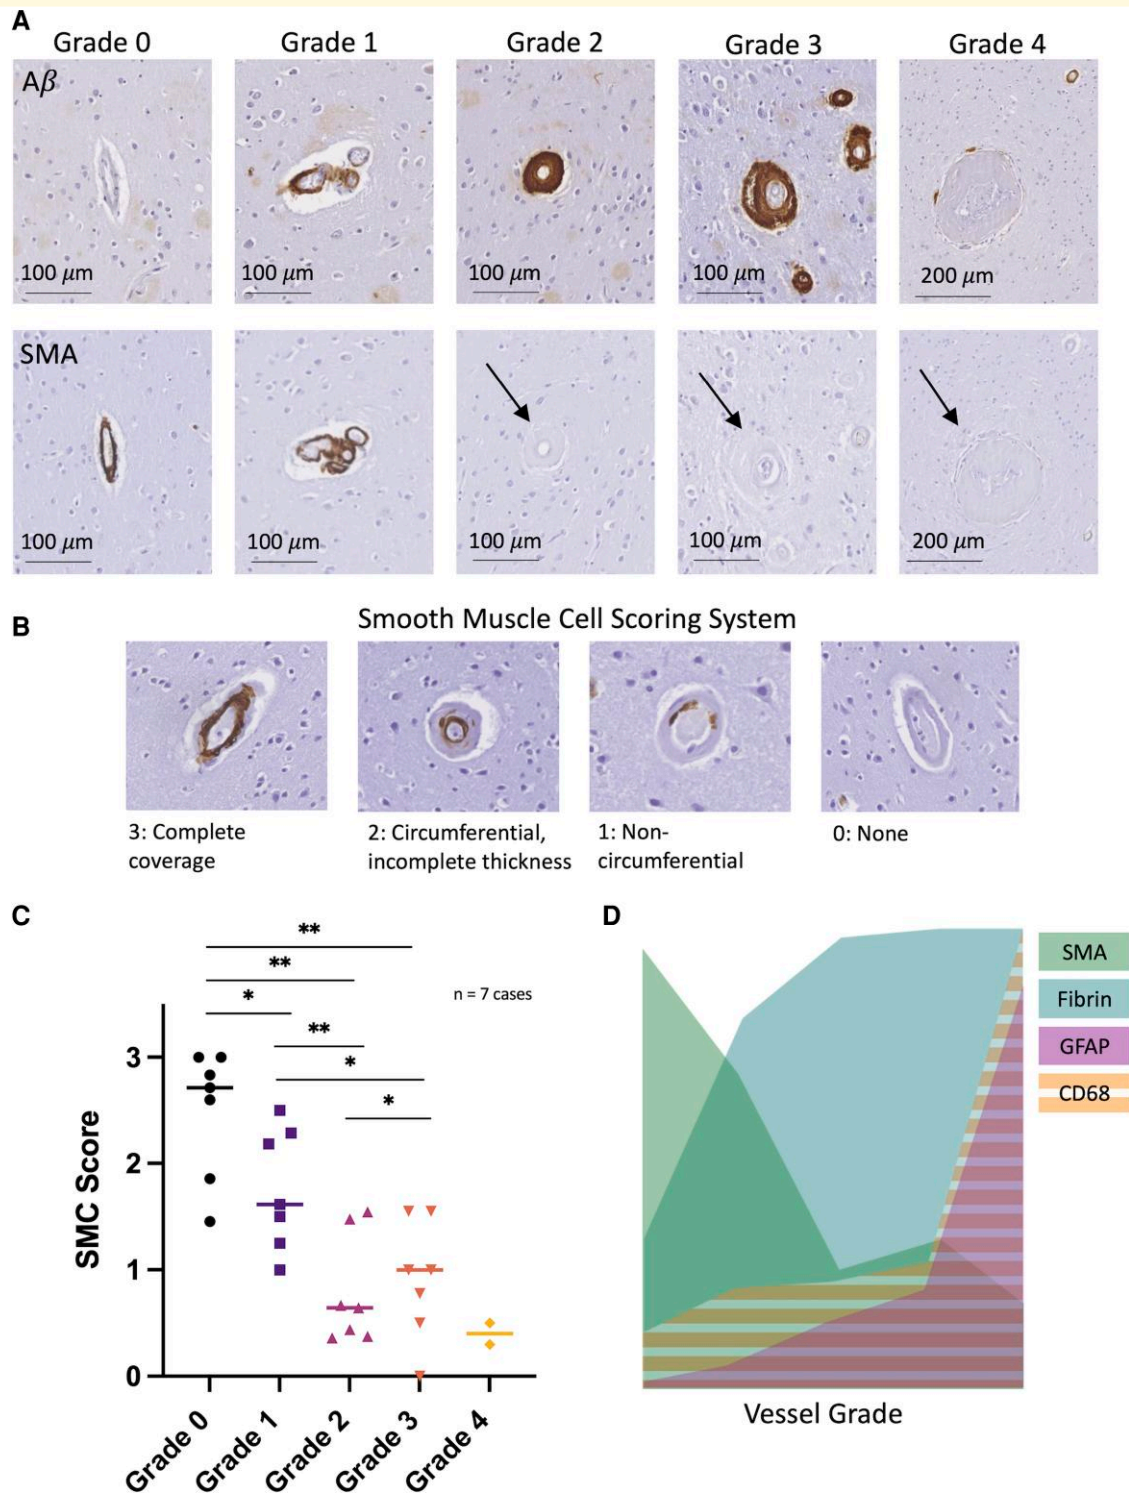 A
Grade 0 Grade 1 Grade 2 Grade 3 Grade 4
Aβ
100 μm 100 μm 100 μm 100 μm 200 μm
SMA
100 μm 100 μm 100 μm 100 μm 200 μm
B
Smooth Muscle Cell Scoring System
3: Complete
coverage
2: Circumferential,
incomplete thickness
1: Non-
circumferential
0: None
C
**
**
*
**
*
*
n = 7 cases
SMC Score
3
2
1
0
Grade 0
Grade 1
Grade 2
Grade 3
Grade 4
D
SMA
Fibrin
GFAP
CD68
Vessel Grade